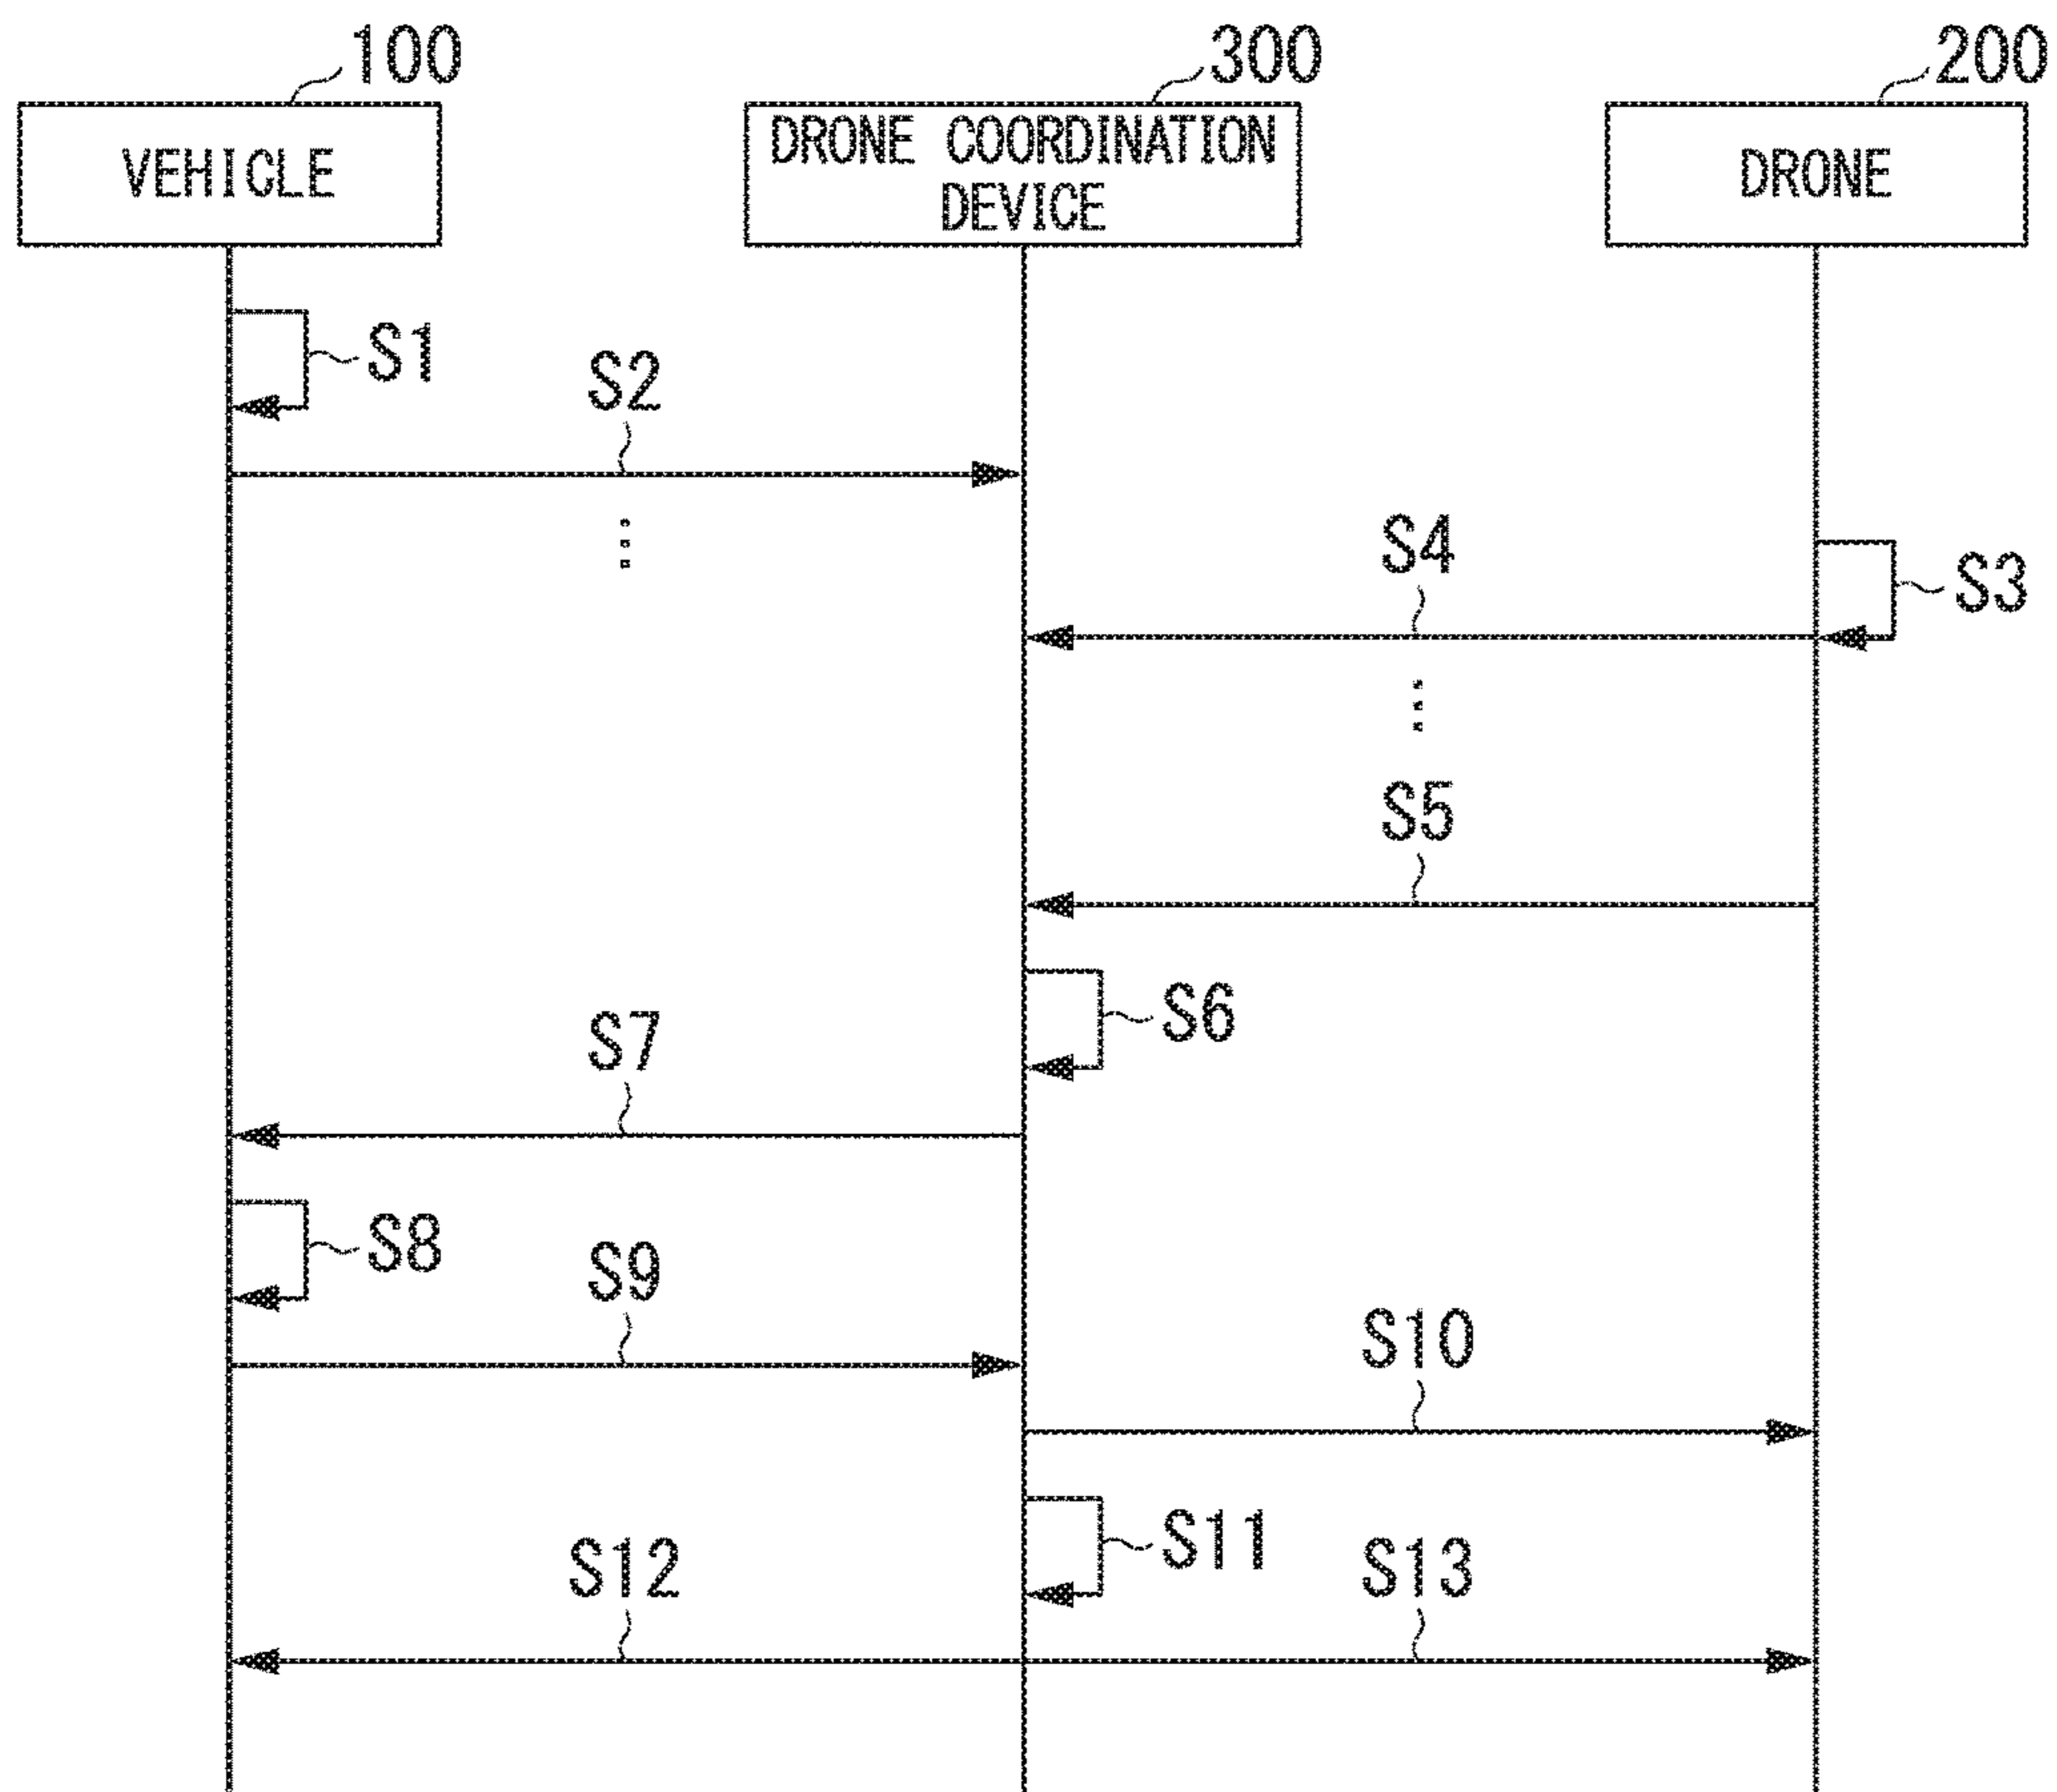 100
300
200
VEHICLE
DRONE COORDINATION
DEVICE
DRONE
S1
S2
S4
S3
S5
S6
S7
S8
S9
S10
S11
S12
S13